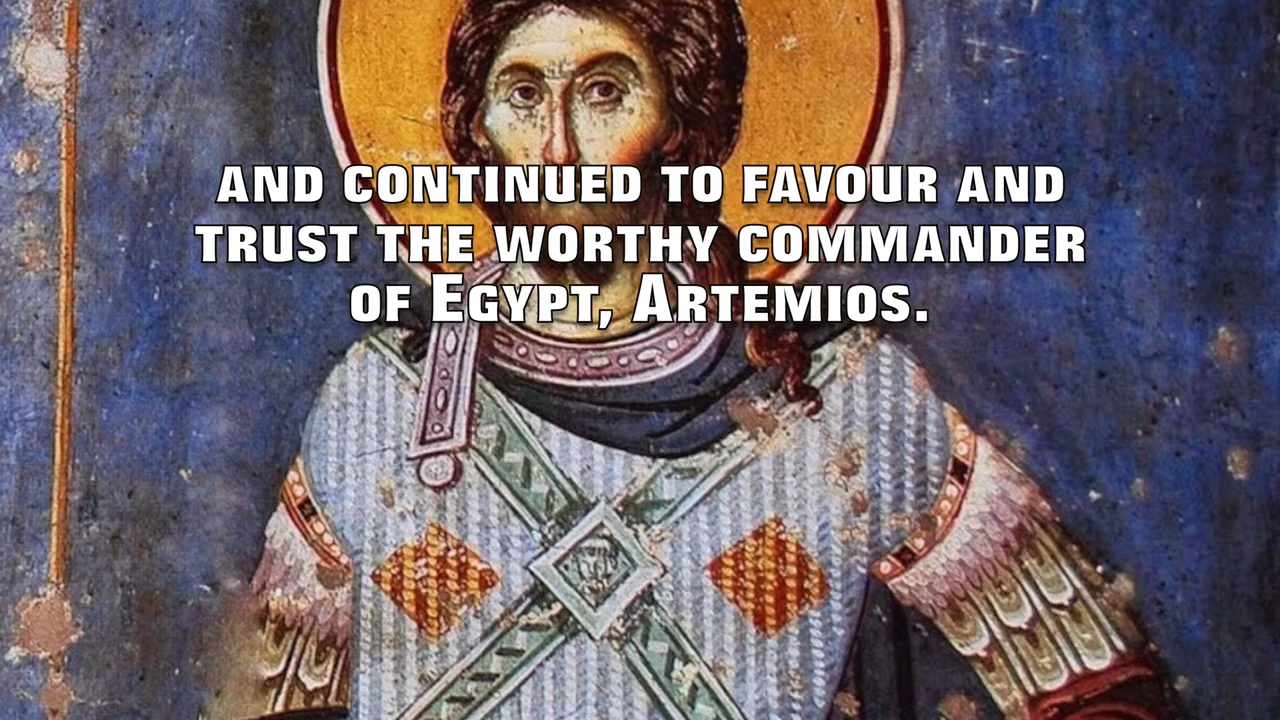 AND CONTINUED TO FAVOUR AND
TRUST THE WORTHY COMMANDER
OF EGYPT, ARTEMIOS.